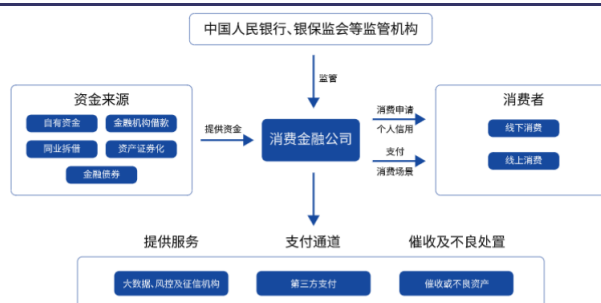 中国人民银行、银保监会等监管机构
监管
资金来源
自有资金
金融机构借款
同业拆借
资产证券化
金融债券
提供资金
消费金融公司
消费申请
个人信用
支付
消费场景
消费者
线下消费
线上消费
提供服务
支付通道
催收及不良处置
大数据、风控及征信机构
第三方支付
催收或不良资产